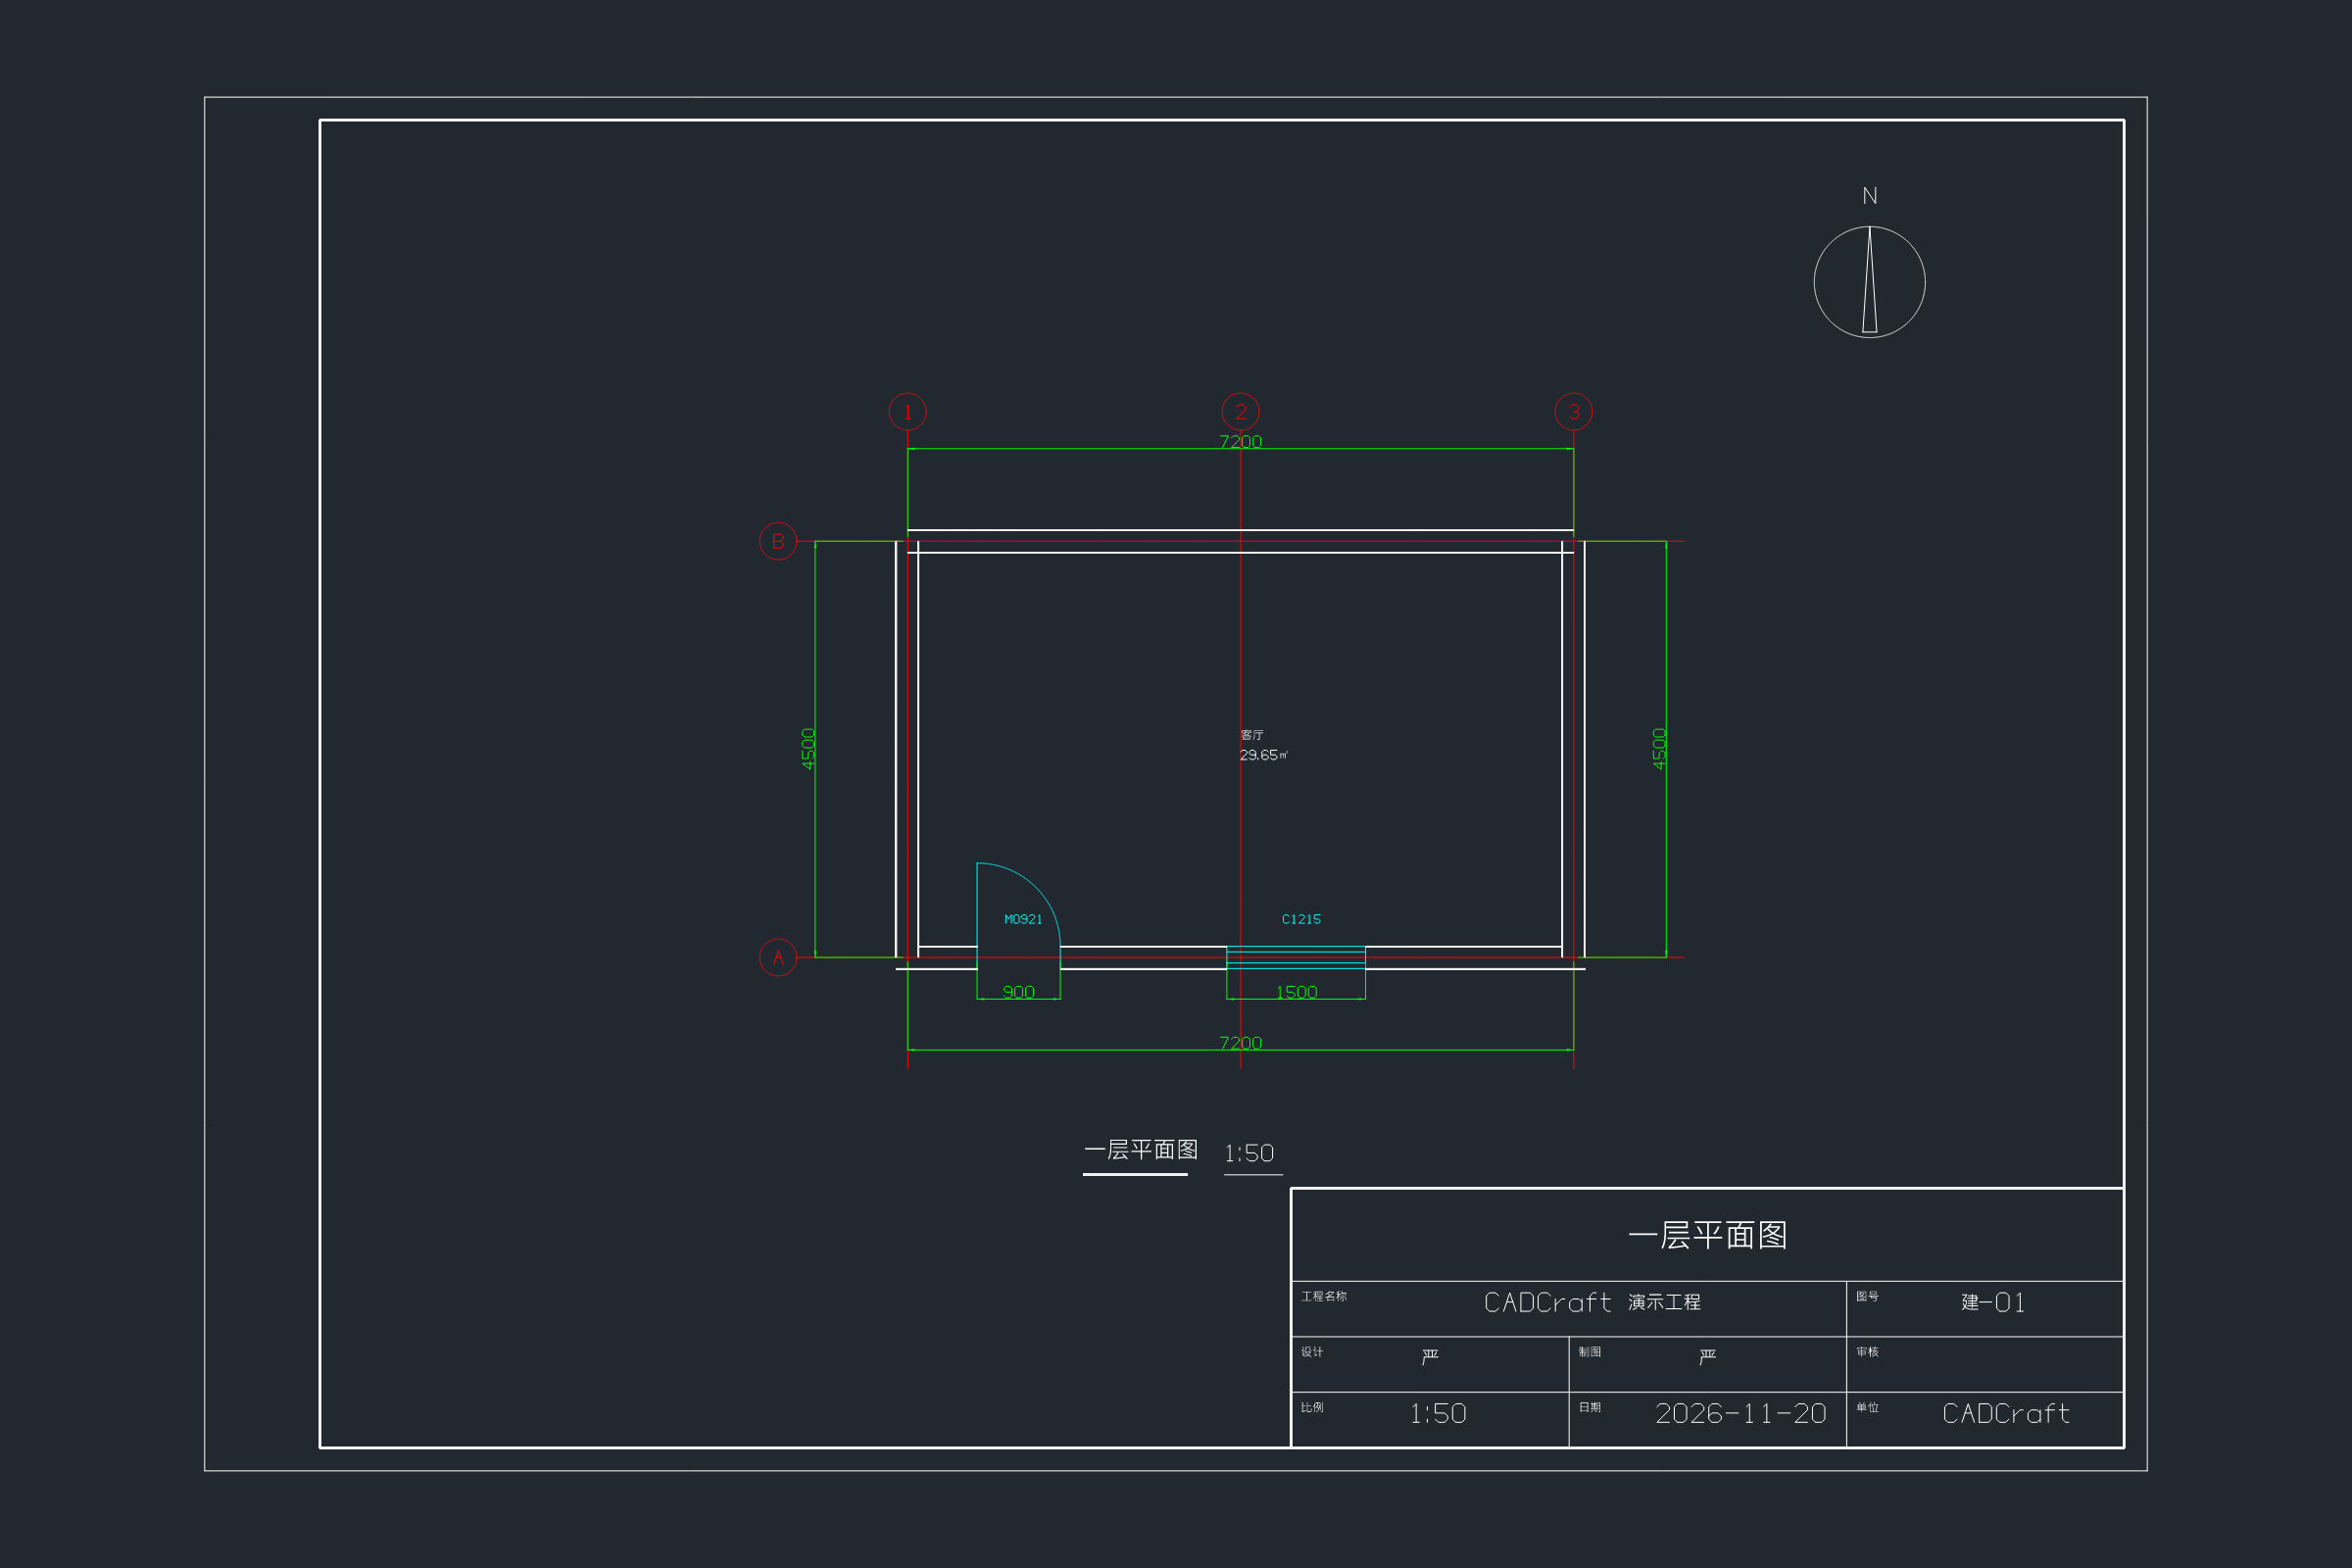 N
1
2
3
7200
B
4500
4500
客厅
29.65㎡
M0921
C1215
A
900
1500
7200
一层平面图 1:50
一层平面图
工程名称 CADCraft 演示工程 图号 建-01
设计 严 制图 严 审核
比例 1:50 日期 2026-11-20 单位 CADCraft